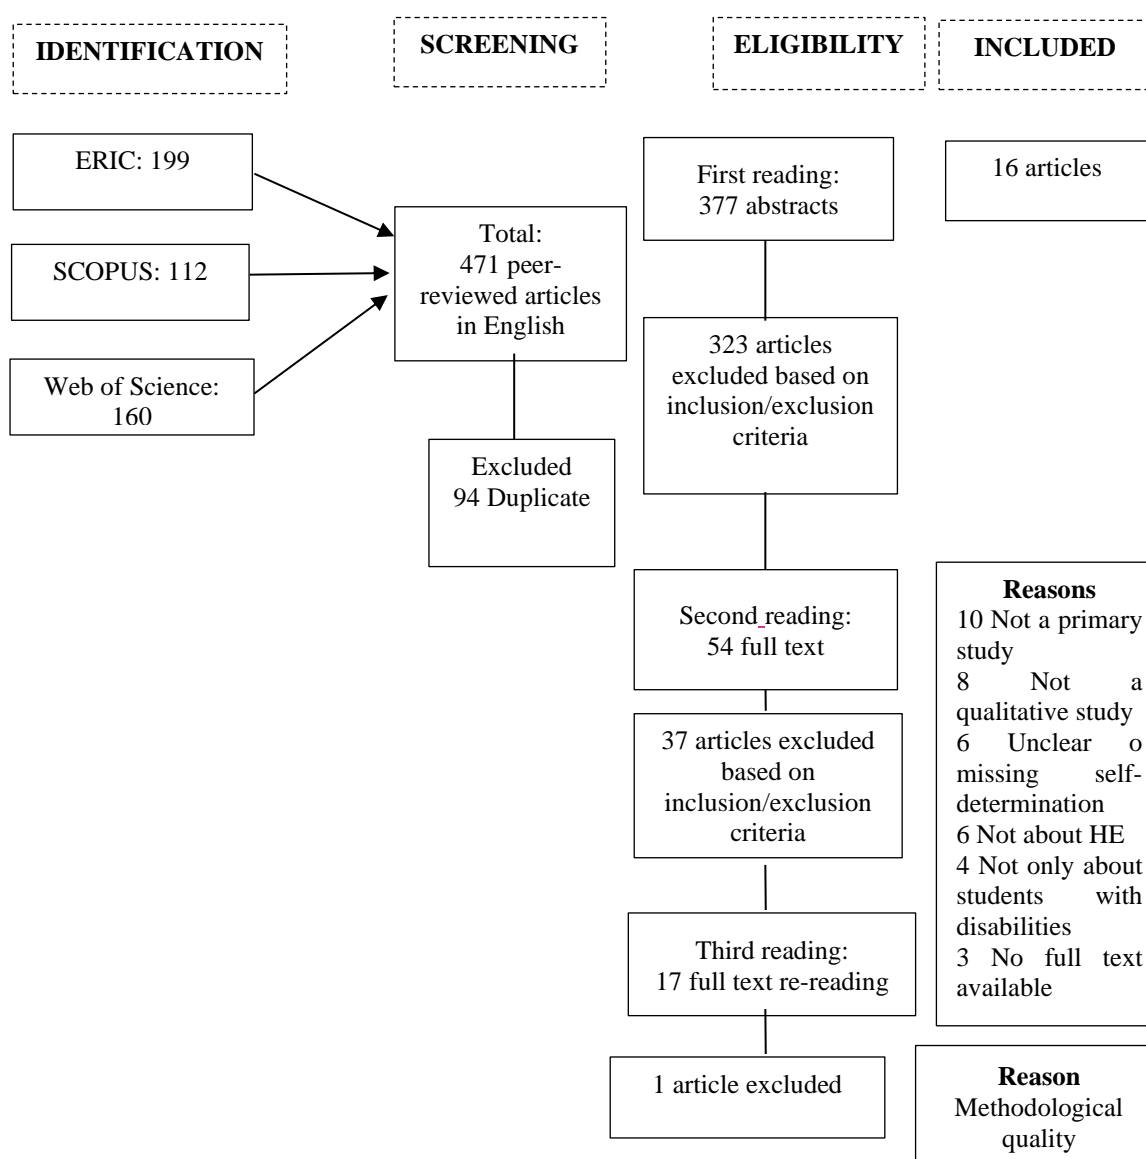 IDENTIFICATION
SCREENING
ELIGIBILITY
INCLUDED
ERIC: 199
SCOPUS: 112
Web of Science:
160
Total:
471 peer-
reviewed articles
in English
Excluded
94 Duplicate
First reading:
377 abstracts
323 articles
excluded based on
inclusion/exclusion
criteria
Second reading:
54 full text
37 articles excluded
based on
inclusion/exclusion
criteria
Third reading:
17 full text re-reading
1 article excluded
16 articles
Reasons
10 Not a primary
study
8 Not a
qualitative study
6 Unclear o
missing self-
determination
6 Not about HE
4 Not only about
students with
disabilities
3 No full text
available
Reason
Methodological
quality